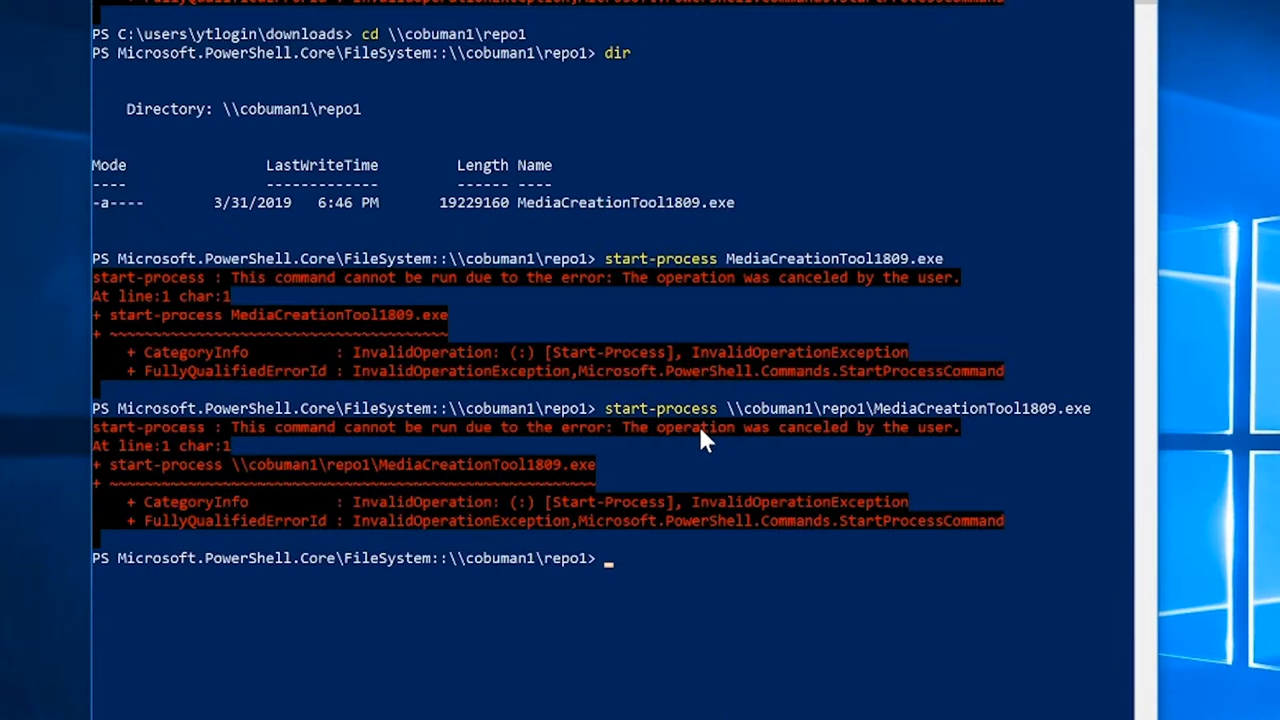 + FullyQualifiedErrorId : InvalidOperationException,Microsoft.PowerShell.Commands.StartProcessCommand
PS C:\users\ytlogin\downloads> cd \\cobuman1\repo1
PS Microsoft.PowerShell.Core\FileSystem::\\cobuman1\repo1> dir
Directory: \\cobuman1\repo1
Mode LastWriteTime Length Name
---- ------------- ------ ----
-a---- 3/31/2019 6:46 PM 19229160 MediaCreationTool1809.exe
PS Microsoft.PowerShell.Core\FileSystem::\\cobuman1\repo1> start-process MediaCreationTool1809.exe
start-process : This command cannot be run due to the error: The operation was canceled by the user.
At line:1 char:1
+ start-process MediaCreationTool1809.exe
+ ~~~~~~~~~~~~~~~~~~~~~~~~~~~~~~~~~~~~~~~
+ CategoryInfo : InvalidOperation: (:) [Start-Process], InvalidOperationException
+ FullyQualifiedErrorId : InvalidOperationException,Microsoft.PowerShell.Commands.StartProcessCommand
PS Microsoft.PowerShell.Core\FileSystem::\\cobuman1\repo1> start-process \\cobuman1\repo1\MediaCreationTool1809.exe
start-process : This command cannot be run due to the error: The operation was canceled by the user.
At line:1 char:1
+ start-process \\cobuman1\repo1\MediaCreationTool1809.exe
+ ~~~~~~~~~~~~~~~~~~~~~~~~~~~~~~~~~~~~~~~~~~~~~~~~~~~~~~~~
+ CategoryInfo : InvalidOperation: (:) [Start-Process], InvalidOperationException
+ FullyQualifiedErrorId : InvalidOperationException,Microsoft.PowerShell.Commands.StartProcessCommand
PS Microsoft.PowerShell.Core\FileSystem::\\cobuman1\repo1> _